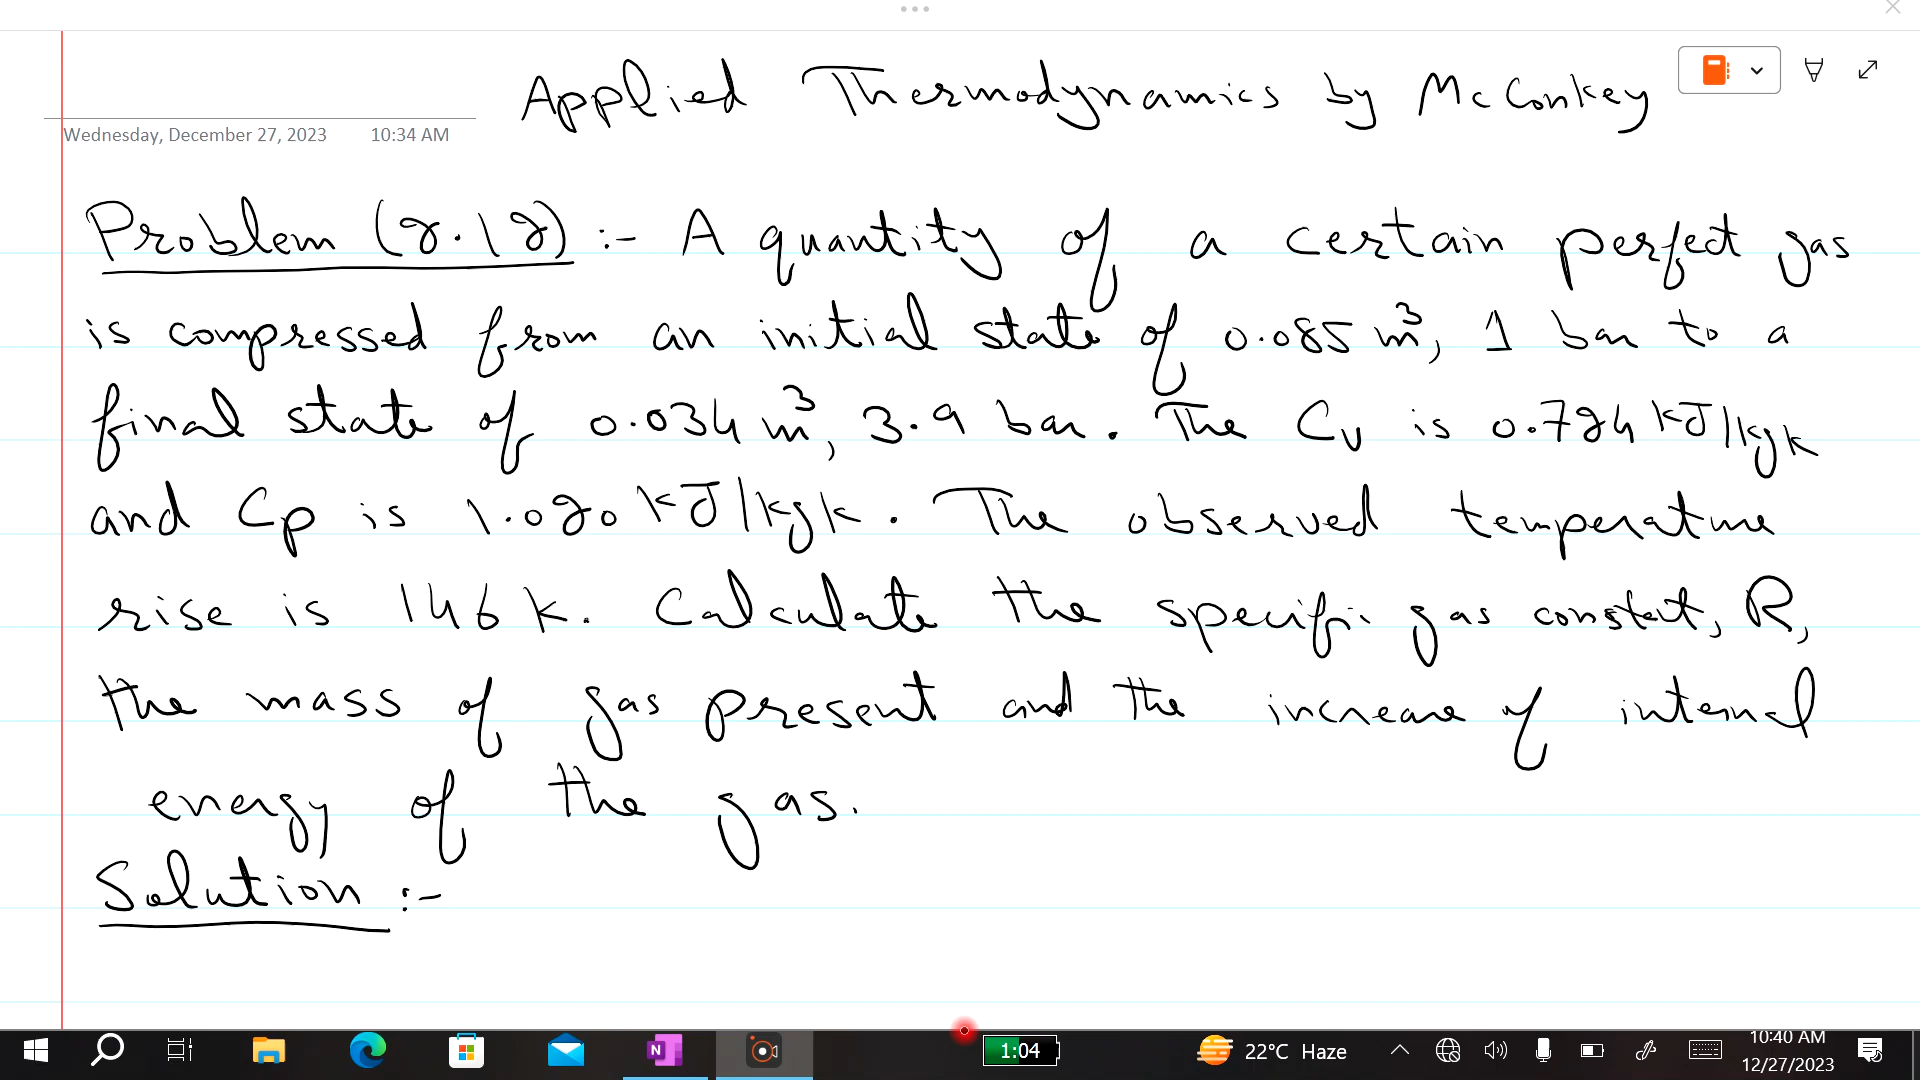 Applied Thermodynamics by McConkey
Wednesday, December 27, 2023 10:34 AM
Problem (2.12) :- A quantity of a certain perfect gas
is compressed from an initial state of 0.085 m³, 1 bar to a
final state of 0.034 m³, 3.9 bar. The Cv is 0.724 kJ/kgk
and Cp is 1.020 kJ/kgk. The observed temperature
rise is 146 k. Calculate the specific gas constat, R,
the mass of gas present and the increase of internal
energy of the gas.
Solution :-
1:04
22°C Haze
10:40 AM
12/27/2023